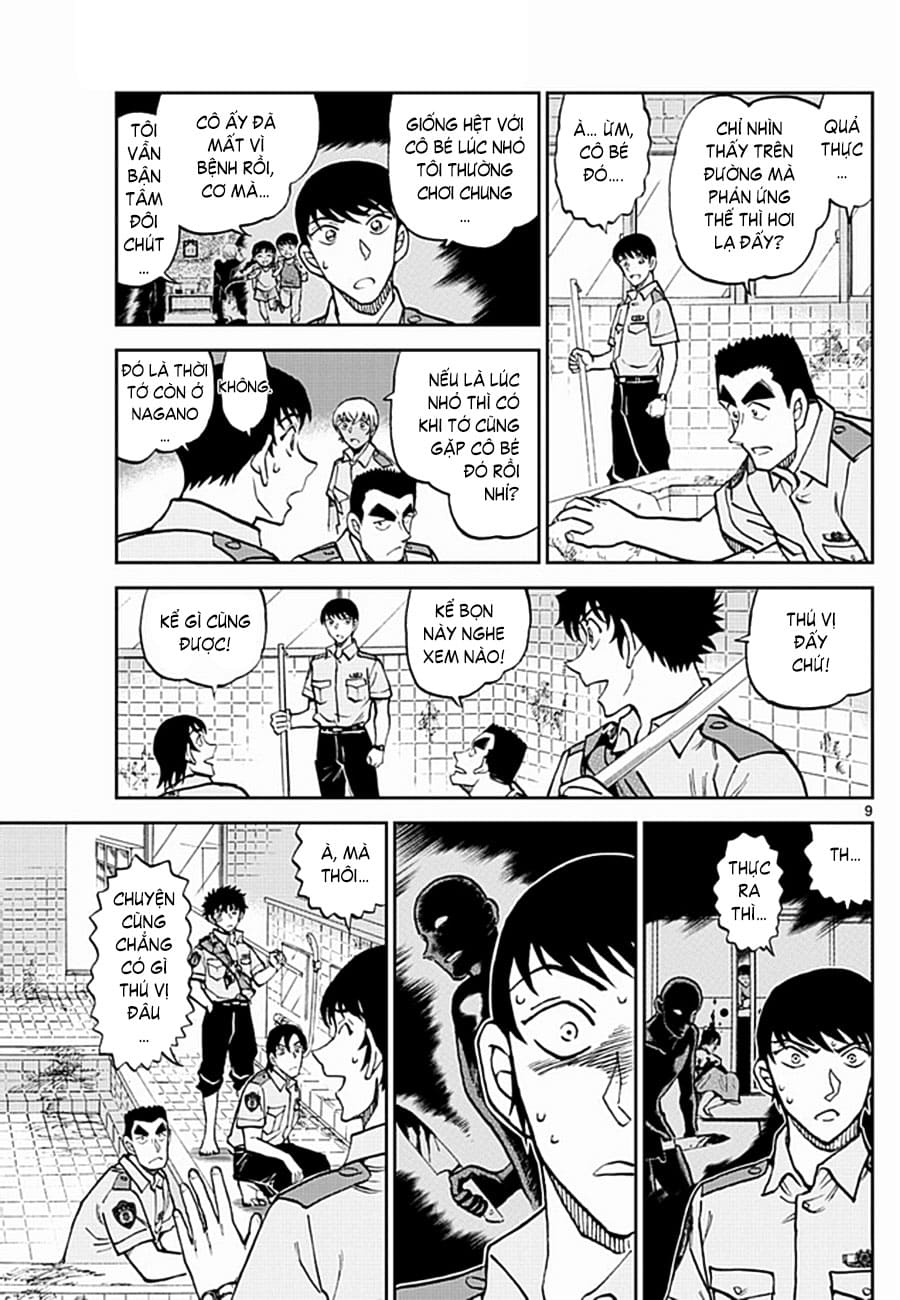 QUẢ
THỰC
...
CHỈ NHÌN
THẤY TRÊN
ĐƯỜNG MÀ
PHẢN ỨNG
THẾ THÌ HƠI
LẠ ĐẤY?
À... ỪM,
CÔ BÉ
ĐÓ....
GIỐNG HỆT VỚI
CÔ BÉ LÚC NHỎ
TÔI THƯỜNG
CHƠI CHUNG
...
CÔ ẤY ĐÃ
MẤT VÌ
BỆNH RỒI,
CƠ MÀ...
TÔI
VẪN
BẬN
TÂM
ĐÔI
CHÚT
...
NẾU LÀ LÚC
NHỎ THÌ CÓ
KHI TỚ CŨNG
GẶP CÔ BÉ
ĐÓ RỒI
NHỈ?
KHÔNG.
ĐÓ LÀ THỜI
TỚ CÒN Ở
NAGANO
...
THÚ VỊ
ĐẤY
CHỨ!
KỂ BỌN
NÀY NGHE
XEM NÀO!
KỂ GÌ CŨNG
ĐƯỢC!
9
TH...
THỰC
RA
THÌ...
À, MÀ
THÔI..
CHUYỆN
CŨNG
CHẲNG
CÓ GÌ
THÚ VỊ
ĐÂU
...